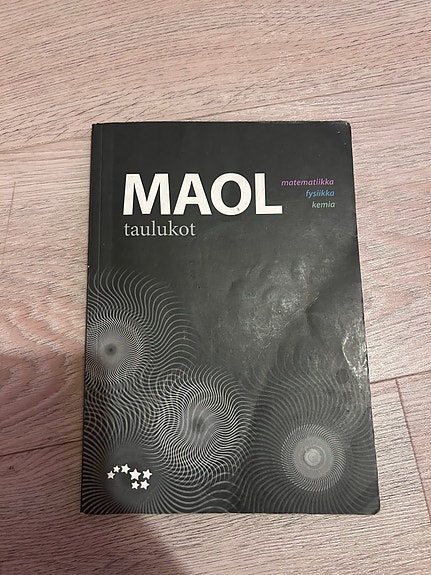 MAOL
taulukot
matematiikka
fysiikka
kemia